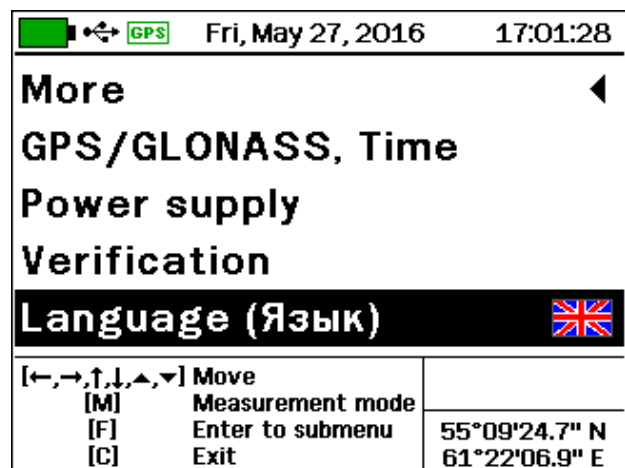 GPS Fri, May 27, 2016 17:01:28
More
GPS/GLONASS, Time
Power supply
Verification
Language (Язык)
[←,→,↑,↓,▲,▼] Move
[M] Measurement mode
[F] Enter to submenu
[C] Exit
55°09'24.7" N
61°22'06.9" E